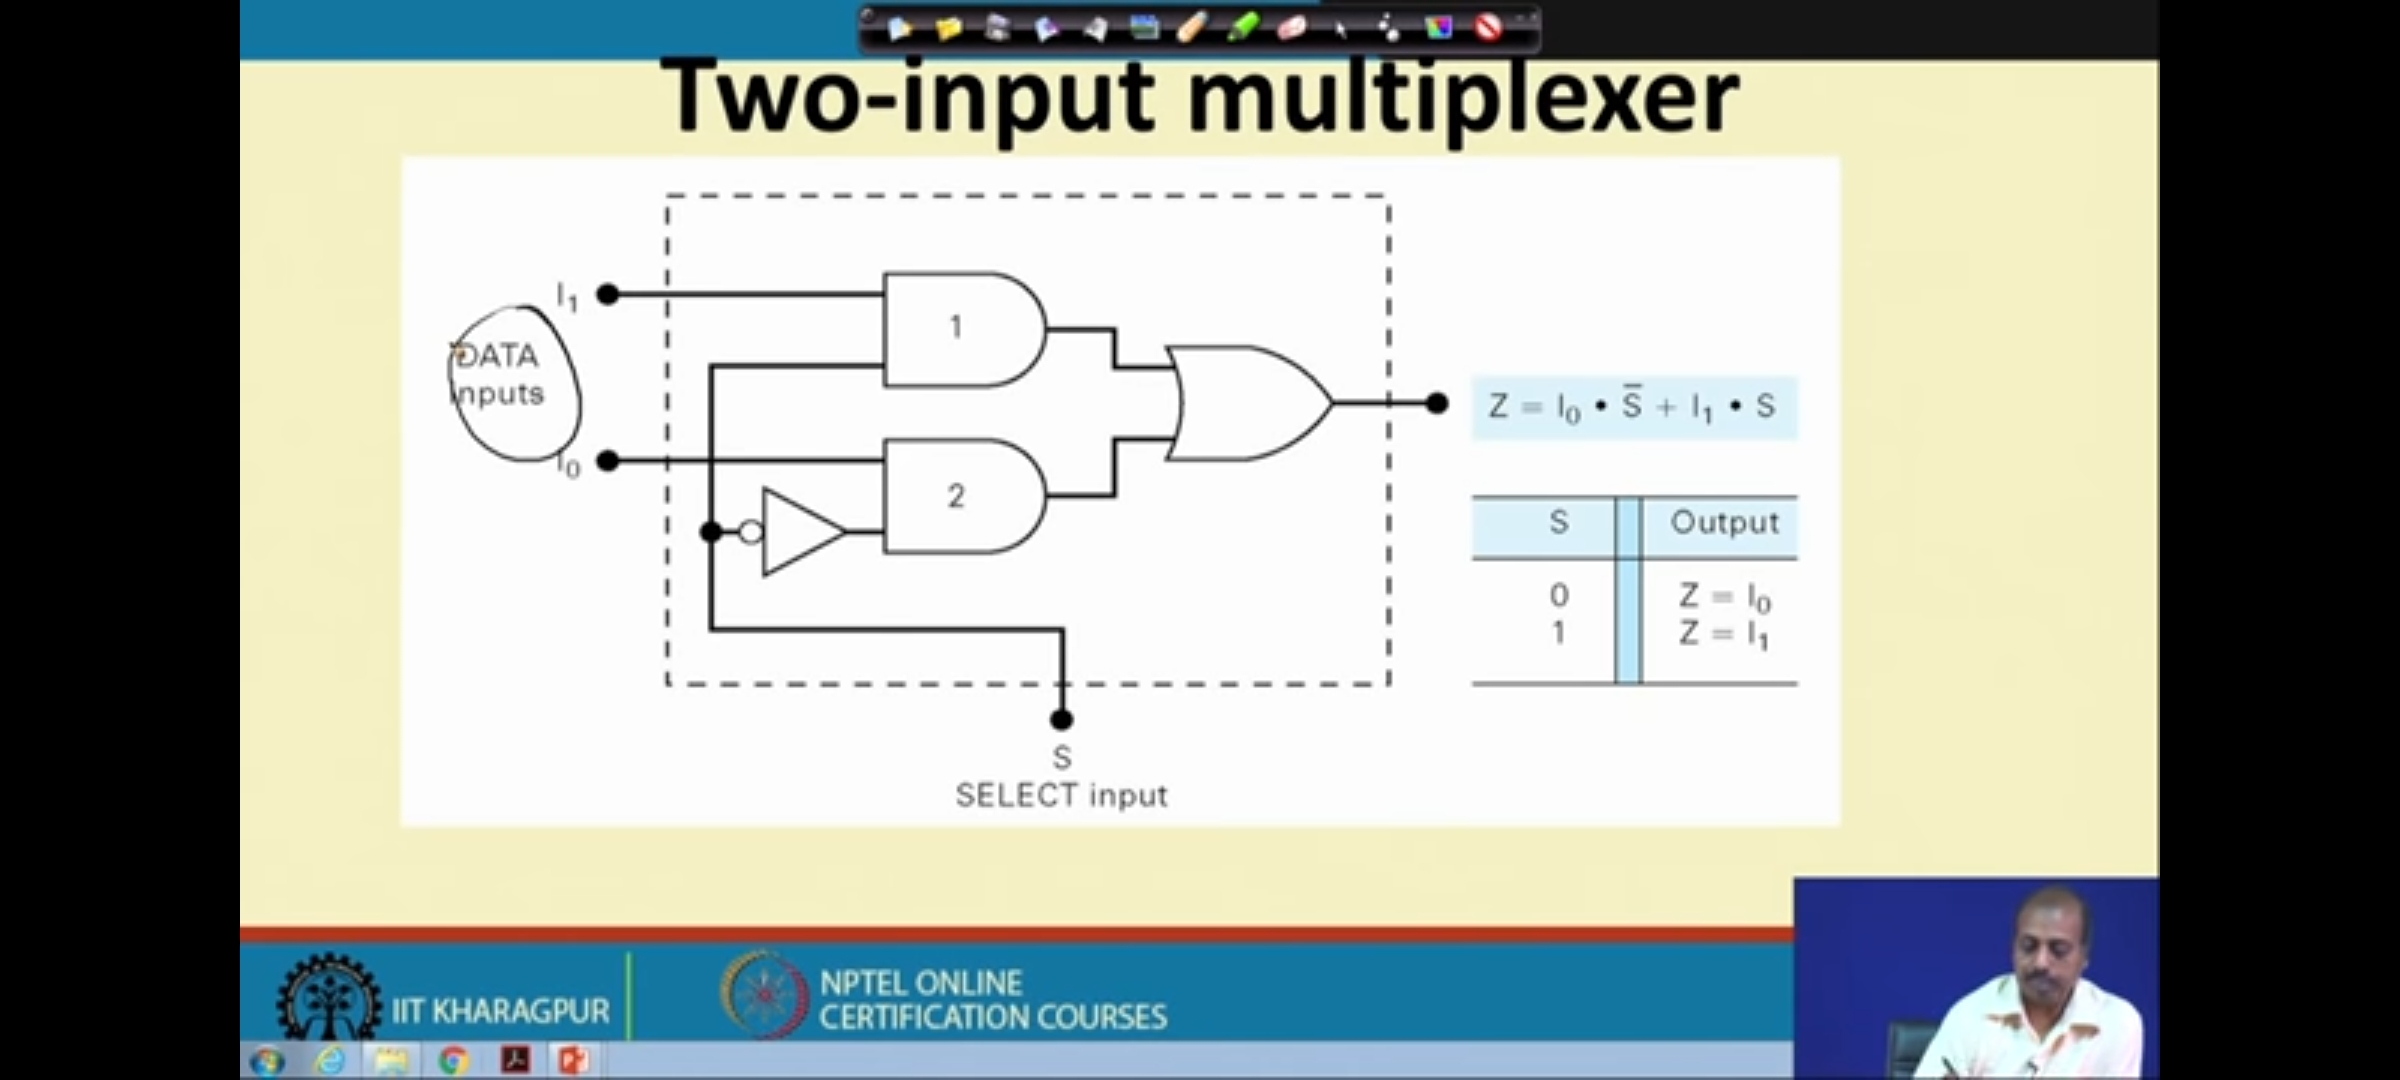 Two-input multiplexer
I₁
DATA
inputs
I₀
1
2
Z = I₀ • S̅ + I₁ • S
S Output
0 Z = I₀
1 Z = I₁
S
SELECT input
IIT KHARAGPUR
NPTEL ONLINE
CERTIFICATION COURSES